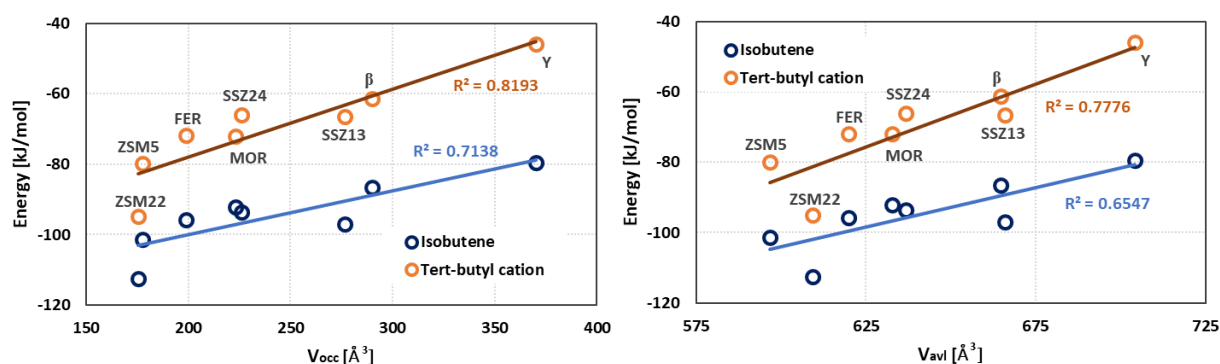 -40
-60
-80
-100
-120
Energy [kJ/mol]
ZSM5
ZSM22
FER
SSZ24
MOR
SSZ13
β
Y
R² = 0.8193
R² = 0.7138
Isobutene
Tert-butyl cation
150
200
250
300
350
400
Vocc [Å³]
-40
-60
-80
-100
-120
Energy [kJ/mol]
Isobutene
Tert-butyl cation
ZSM5
ZSM22
FER
SSZ24
MOR
β
SSZ13
Y
R² = 0.7776
R² = 0.6547
575
625
675
725
Vavl [Å³]